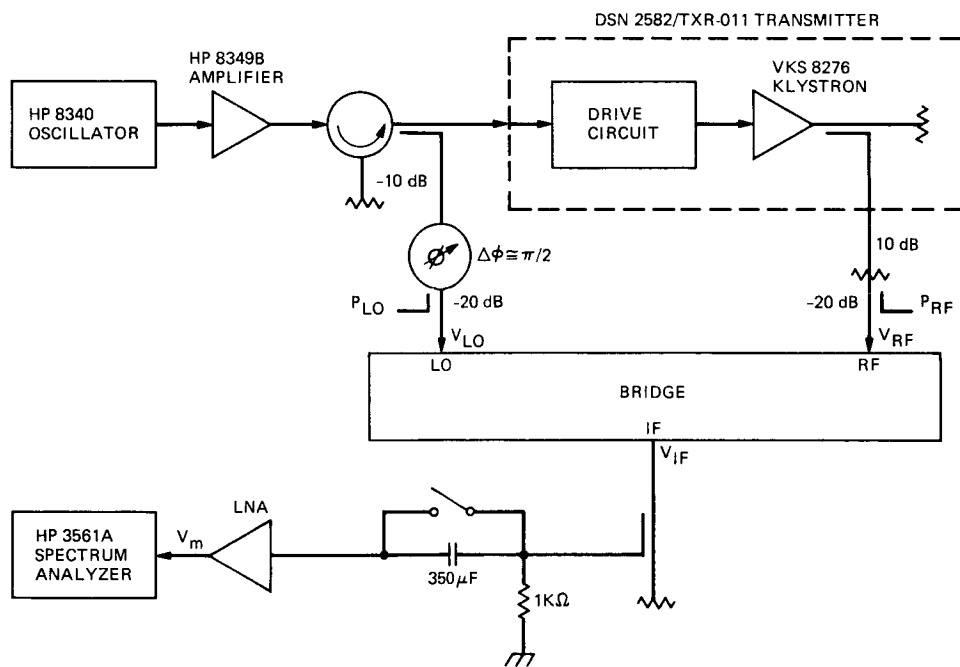 DSN 2582/TXR-011 TRANSMITTER
HP 8349B
AMPLIFIER
VKS 8276
KLYSTRON
HP 8340
OSCILLATOR
DRIVE
CIRCUIT
-10 dB
Δϕ≅π/2
10 dB
P_LO
-20 dB
-20 dB
P_RF
V_LO
V_RF
LO
RF
BRIDGE
IF
V_IF
LNA
HP 3561A
SPECTRUM
ANALYZER
V_m
350μF
1KΩ